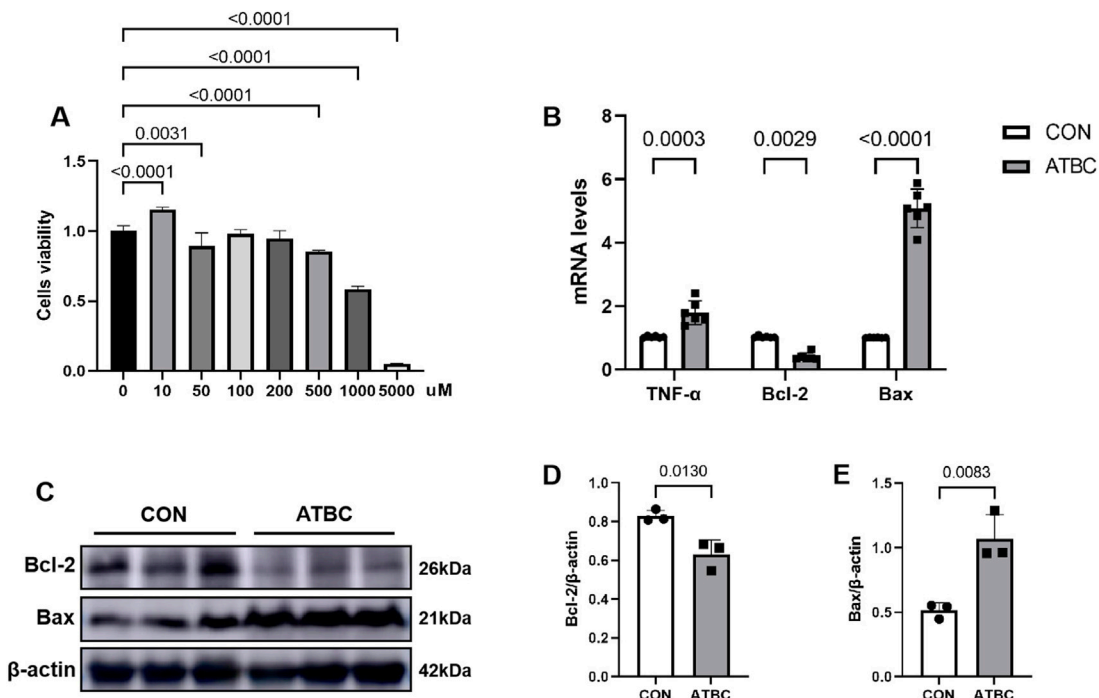 <0.0001
<0.0001
<0.0001
0.0031
<0.0001
A
Cells viability
1.5
1.0
0.5
0.0
0 10 50 100 200 500 1000 5000 uM
B
mRNA levels
8
6
4
2
0
0.0003 0.0029 <0.0001
TNF-α Bcl-2 Bax
CON
ATBC
C
CON ATBC
Bcl-2 26kDa
Bax 21kDa
β-actin 42kDa
D
0.0130
Bcl-2/β-actin
1.0
0.8
0.6
0.4
0.2
0.0
CON ATBC
E
0.0083
Bax/β-actin
1.5
1.0
0.5
0.0
CON ATBC